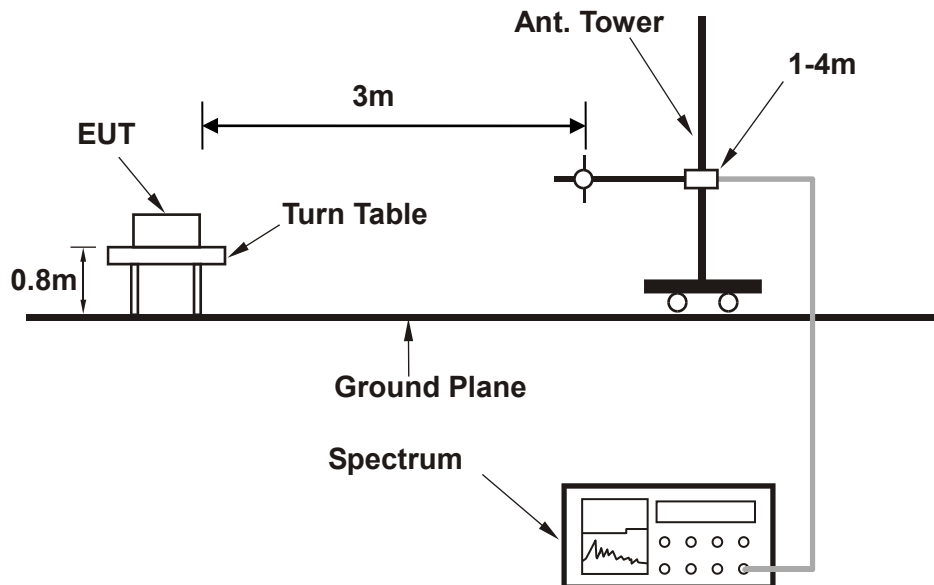 Ant. Tower
1-4m
3m
EUT
Turn Table
0.8m
Ground Plane
Spectrum